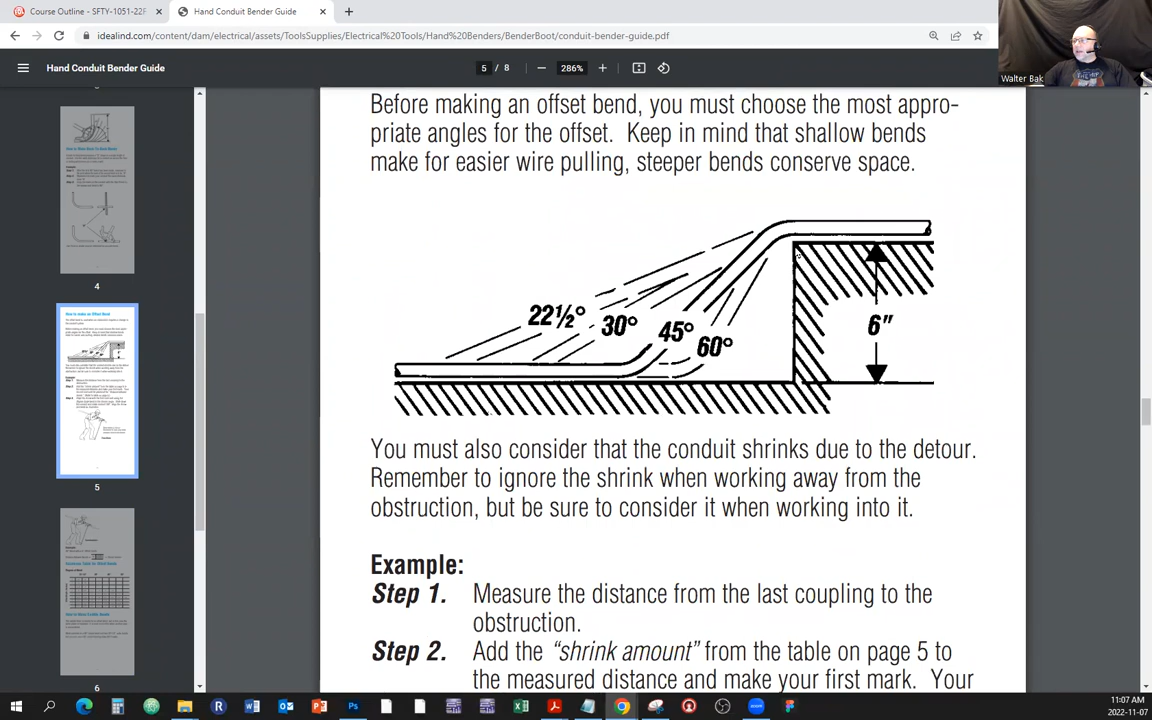 Course Outline - SFTY-1051-22F
Hand Conduit Bender Guide
idealind.com/content/dam/electrical/assets/ToolsSupplies/Electrical%20Tools/Hand%20Benders/BenderBoot/conduit-bender-guide.pdf
Hand Conduit Bender Guide
5 / 8
286%
Walter Bak
4
5
6
Before making an offset bend, you must choose the most appro-
priate angles for the offset. Keep in mind that shallow bends
make for easier wire pulling, steeper bends conserve space.
22½°
30°
45°
60°
6"
You must also consider that the conduit shrinks due to the detour.
Remember to ignore the shrink when working away from the
obstruction, but be sure to consider it when working into it.
Example:
Step 1. Measure the distance from the last coupling to the
obstruction.
Step 2. Add the “shrink amount” from the table on page 5 to
the measured distance and make your first mark. Your
11:07 AM
2022-11-07